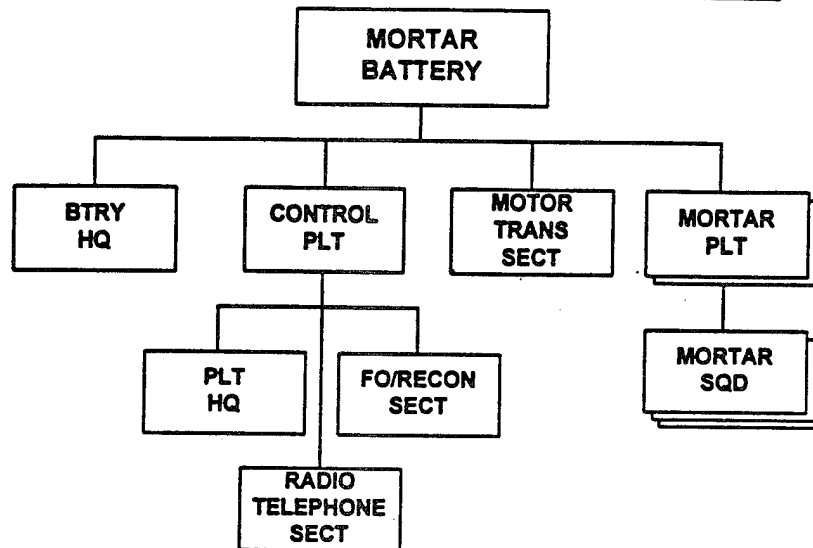 MORTAR
BATTERY
BTRY
HQ
CONTROL
PLT
MOTOR
TRANS
SECT
MORTAR
PLT
PLT
HQ
FO/RECON
SECT
MORTAR
SQD
RADIO
TELEPHONE
SECT